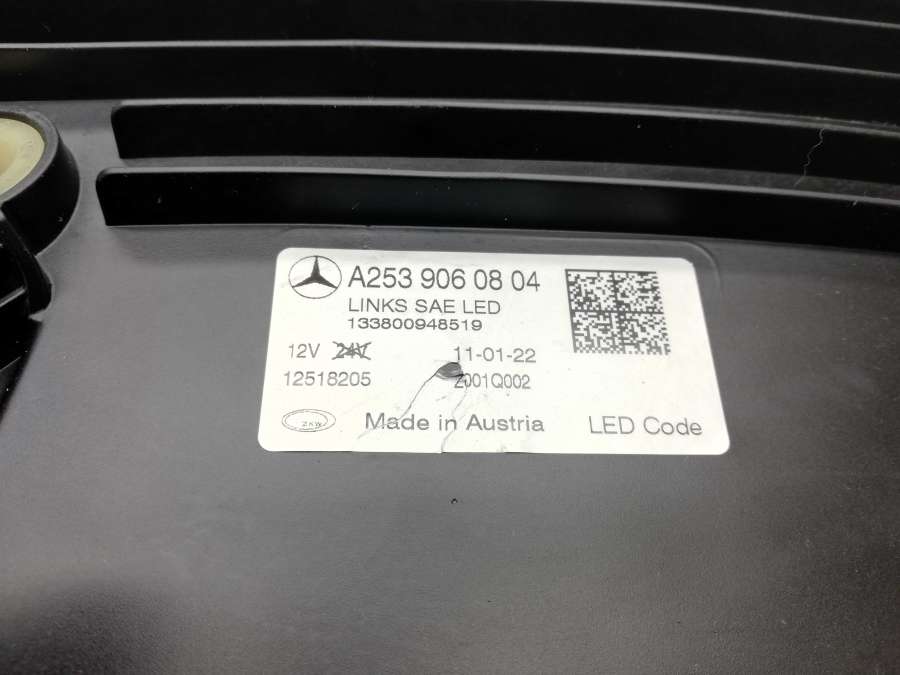 A253 906 08 04
LINKS SAE LED
133800948519
12V 24V 11-01-22
12518205 Z001Q002
ZKW Made in Austria LED Code